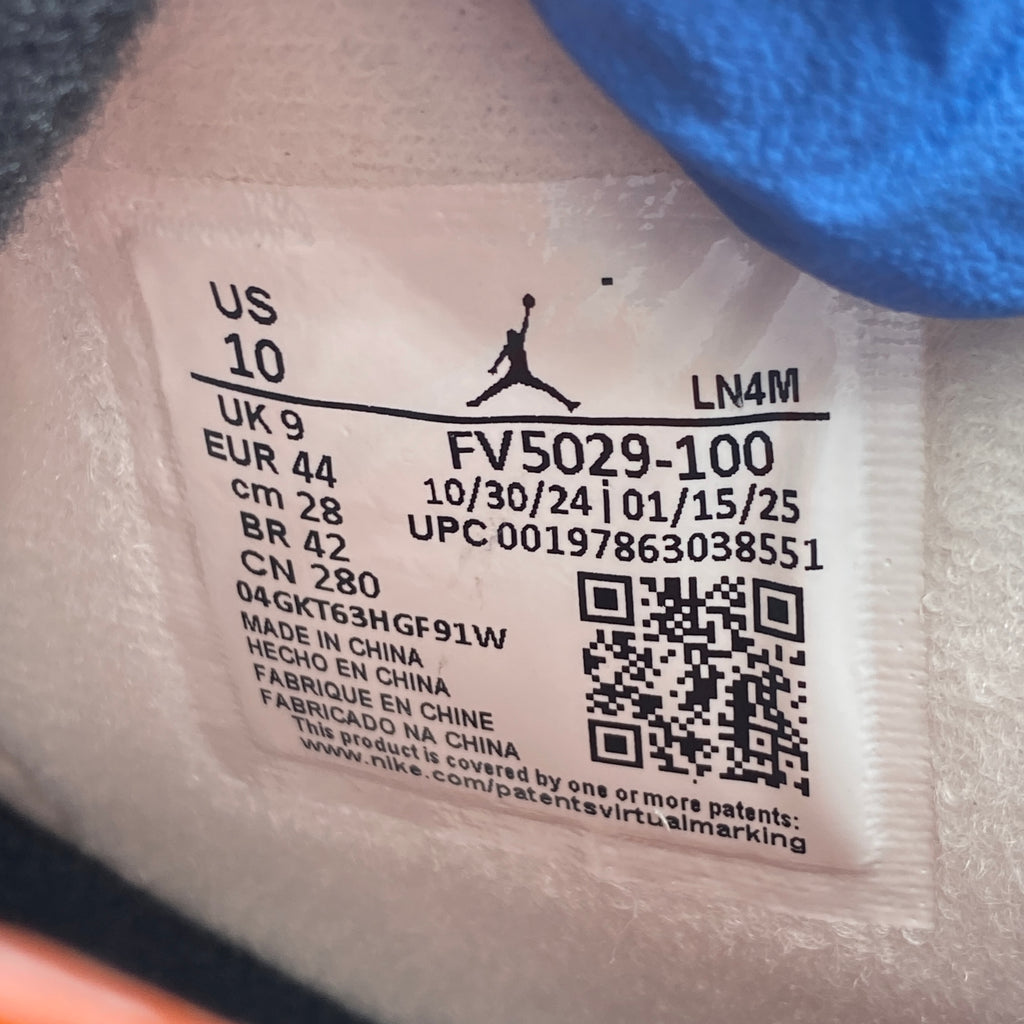 US
10
LN4M
UK 9
EUR 44
cm 28
BR 42
CN 280
FV5029-100
10/30/24 | 01/15/25
UPC 00197863038551
04GKT63HGF91W
MADE IN CHINA
HECHO EN CHINA
FABRIQUE EN CHINE
FABRICADO NA CHINA
This product is covered by one or more patents:
www.nike.com/patentsvirtualmarking